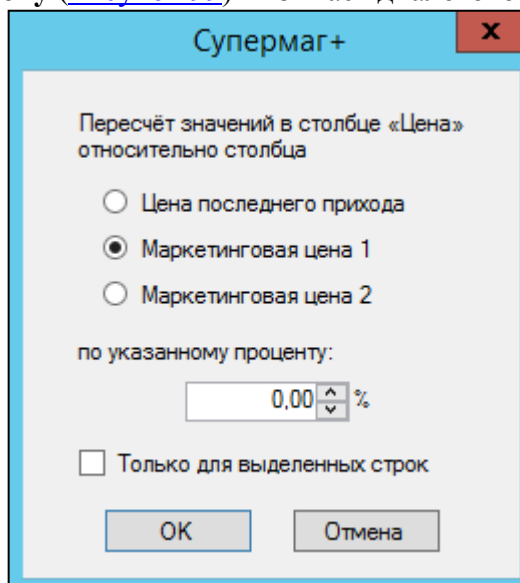 Супермаг+
x
Пересчёт значений в столбце «Цена»
относительно столбца
Цена последнего прихода
Маркетинговая цена 1
Маркетинговая цена 2
по указанному проценту:
0,00 %
Только для выделенных строк
OK Отмена